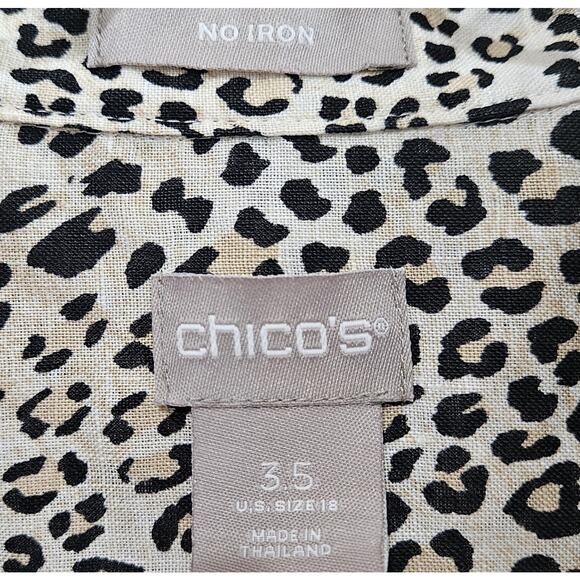 NO IRON
chico's®
3.5
U.S. SIZE 18
MADE IN
THAILAND